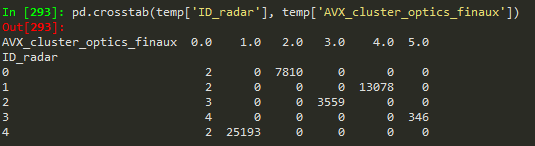 In [293]: pd.crosstab(temp['ID_radar'], temp['AVX_cluster_optics_finaux'])
Out[293]:
AVX_cluster_optics_finaux 0.0 1.0 2.0 3.0 4.0 5.0
ID_radar
0 2 0 7810 0 0 0
1 2 0 0 0 13078 0
2 3 0 0 3559 0 0
3 4 0 0 0 0 346
4 2 25193 0 0 0 0